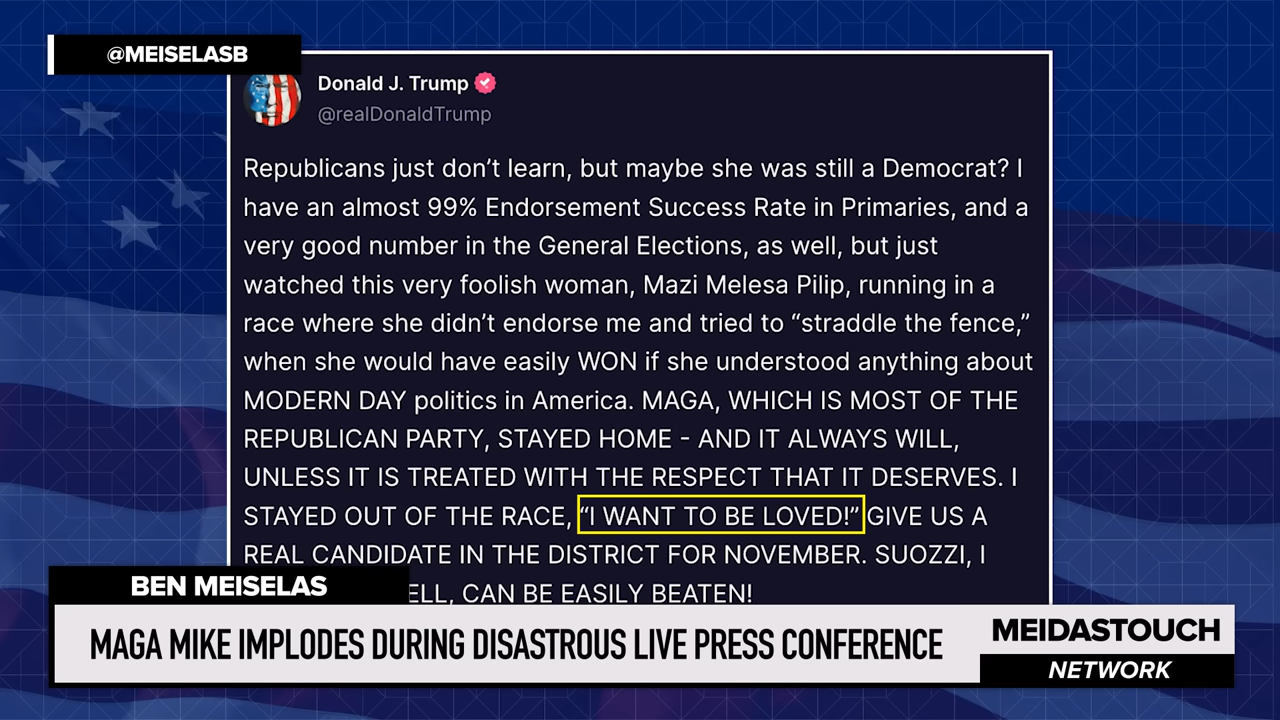 @MEISELASB
Donald J. Trump
@realDonaldTrump
Republicans just don’t learn, but maybe she was still a Democrat? I
have an almost 99% Endorsement Success Rate in Primaries, and a
very good number in the General Elections, as well, but just
watched this very foolish woman, Mazi Melesa Pilip, running in a
race where she didn’t endorse me and tried to “straddle the fence,”
when she would have easily WON if she understood anything about
MODERN DAY politics in America. MAGA, WHICH IS MOST OF THE
REPUBLICAN PARTY, STAYED HOME - AND IT ALWAYS WILL,
UNLESS IT IS TREATED WITH THE RESPECT THAT IT DESERVES. I
STAYED OUT OF THE RACE, “I WANT TO BE LOVED!” GIVE US A
REAL CANDIDATE IN THE DISTRICT FOR NOVEMBER. SUOZZI, I
CAN BE EASILY BEATEN!
BEN MEISELAS
MAGA MIKE IMPLODES DURING DISASTROUS LIVE PRESS CONFERENCE
MEIDASTOUCH
NETWORK